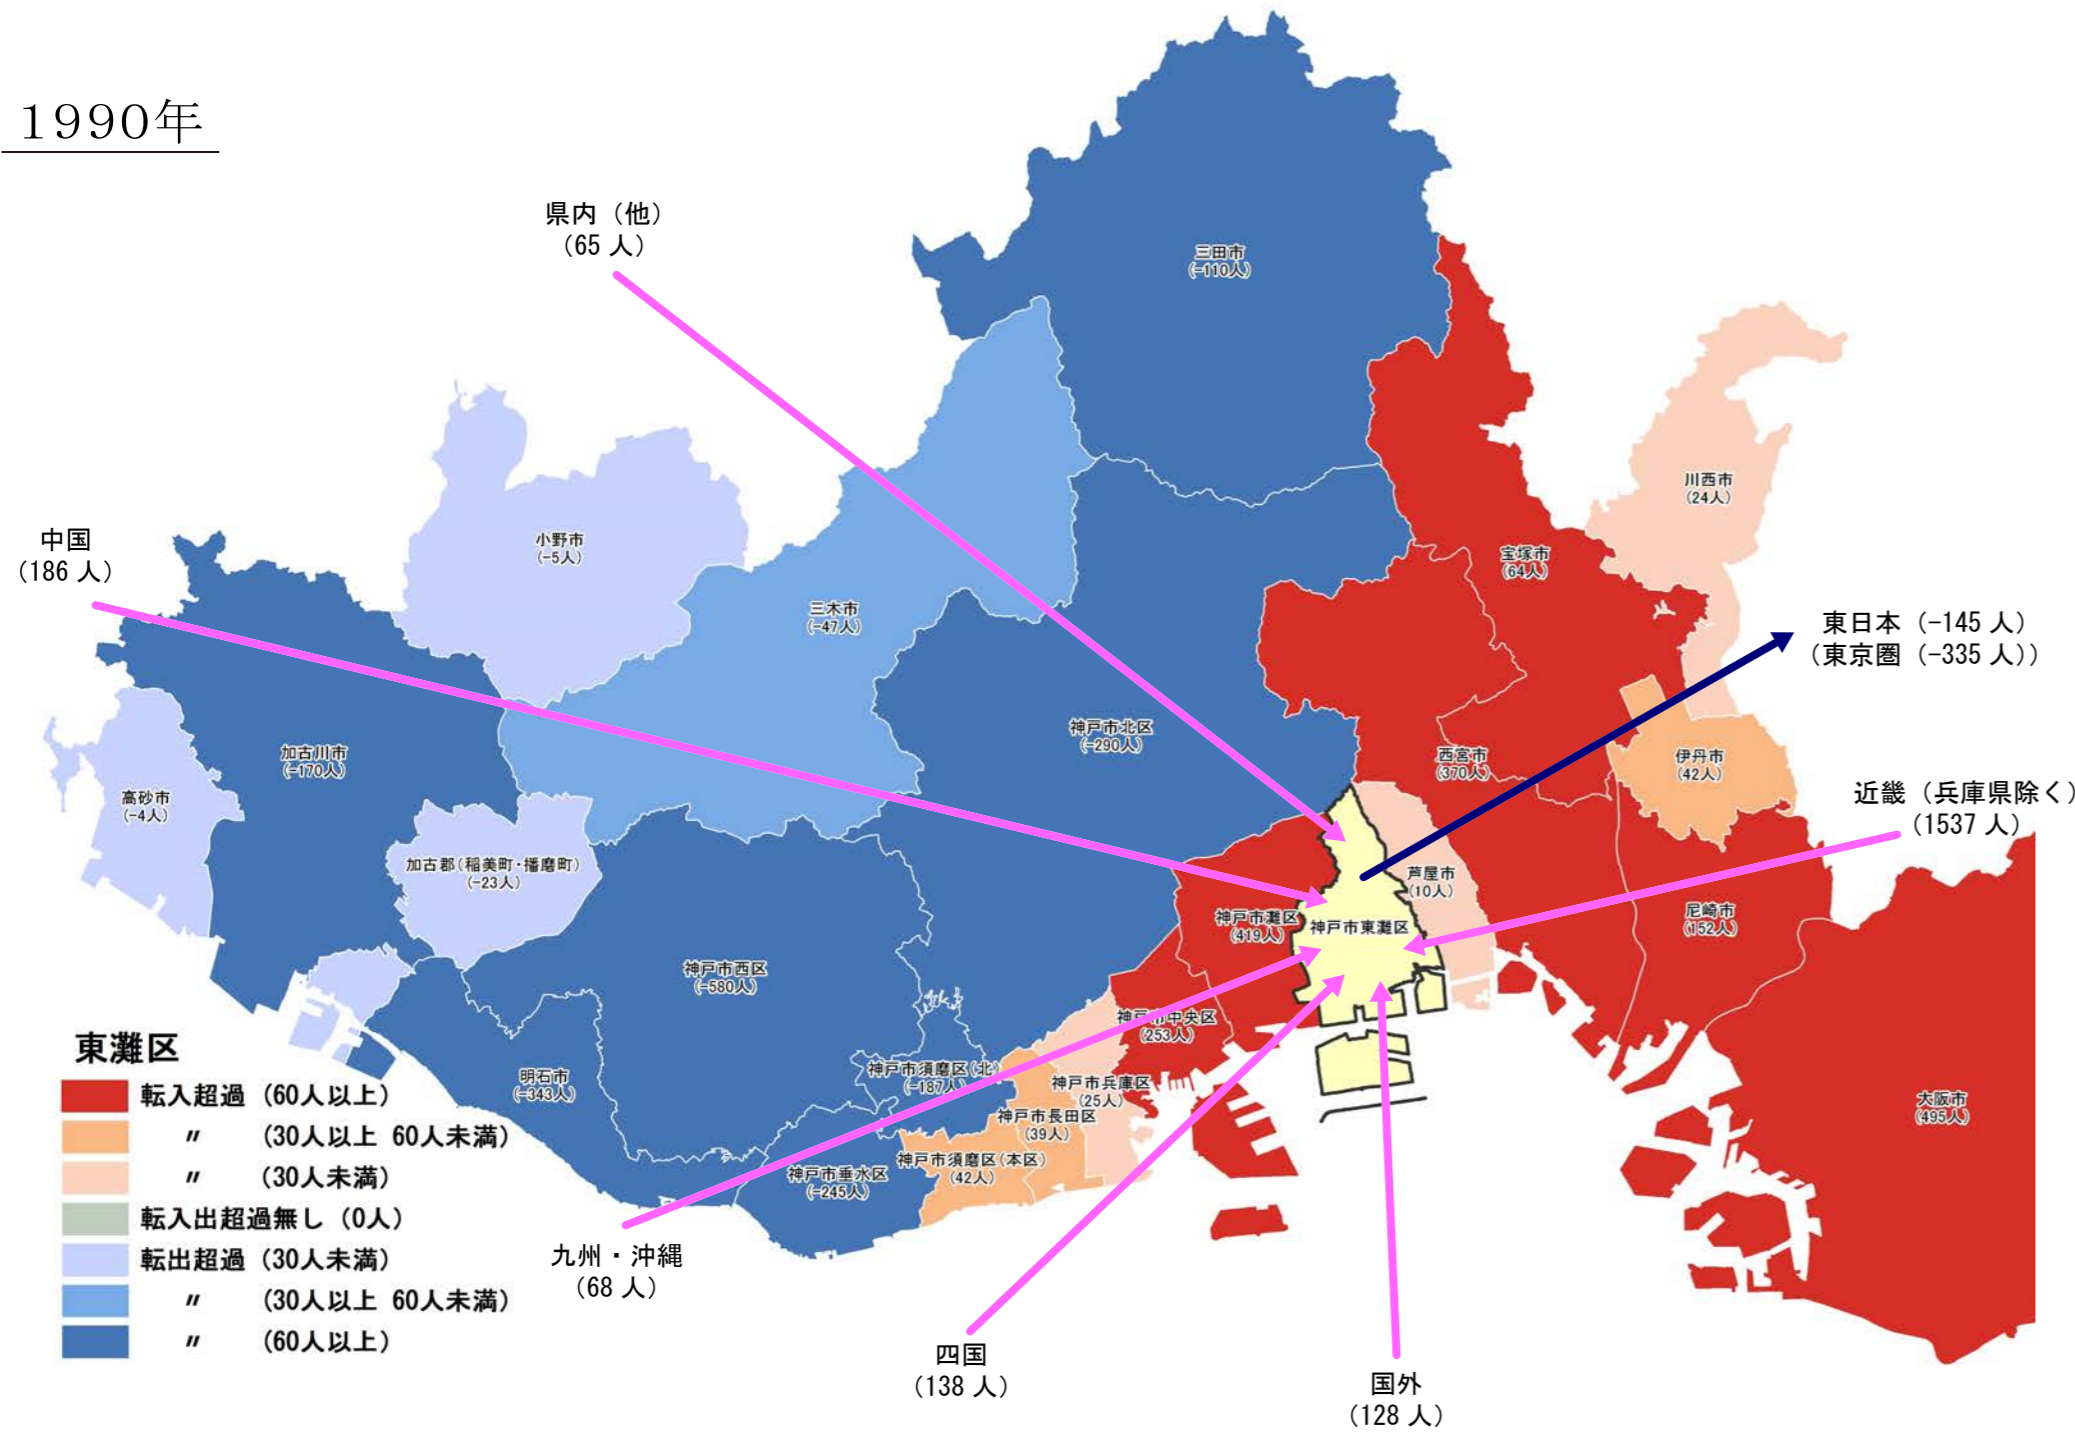 1990年
県内（他）
（65 人）
三田市
(-110人)
川西市
(24人)
中国
（186 人）
小野市
(-5人)
宝塚市
(64人)
三木市
(-47人)
東日本（-145 人）
（東京圏（-335 人））
神戸市北区
(-290人)
加古川市
(-170人)
西宮市
(370人)
伊丹市
(42人)
高砂市
(-4人)
近畿（兵庫県除く）
（1537 人）
加古郡(稲美町・播磨町)
(-23人)
芦屋市
(10人)
神戸市灘区
(419人)
神戸市東灘区
尼崎市
(152人)
神戸市西区
(-580人)
神戸市中央区
(253人)
神戸市須磨区(北)
(-187人)
明石市
(-343人)
神戸市兵庫区
(25人)
神戸市長田区
(39人)
大阪市
(495人)
神戸市須磨区(本区)
(42人)
神戸市垂水区
(-245人)
東灘区
転入超過（60人以上）
〃 （30人以上 60人未満）
〃 （30人未満）
転入出超過無し（0人）
転出超過（30人未満）
〃 （30人以上 60人未満）
〃 （60人以上）
九州・沖縄
（68 人）
四国
（138 人）
国外
（128 人）